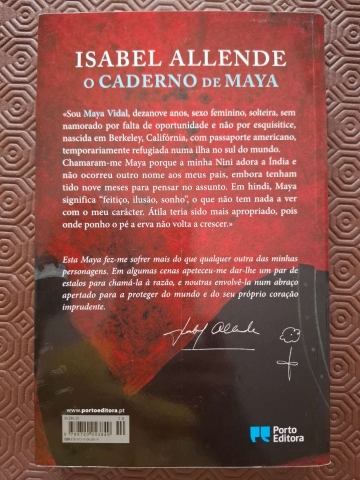 ISABEL ALLENDE
O CADERNO DE MAYA
«Sou Maya Vidal, dezanove anos, sexo feminino, solteira, sem
namorado por falta de oportunidade e não por esquisitice,
nascida em Berkeley, Califórnia, com passaporte americano,
temporariamente refugiada numa ilha no sul do mundo.
Chamaram-me Maya porque a minha Nini adora a Índia e
não ocorreu outro nome aos meus pais, embora tenham
tido nove meses para pensar no assunto. Em hindi, Maya
significa "feitiço, ilusão, sonho", o que não tem nada a ver
com o meu carácter. Átila teria sido mais apropriado, pois
onde ponho o pé a erva não volta a crescer.»
Esta Maya fez-me sofrer mais do que qualquer outra das minhas
personagens. Em algumas cenas apeteceu-me dar-lhe um par de
estalos para chamá-la à razão, e noutras envolvê-la num abraço
apertado para a proteger do mundo e do seu próprio coração
imprudente.
Isabel Allende
www.portoeditora.pt
Porto
Editora